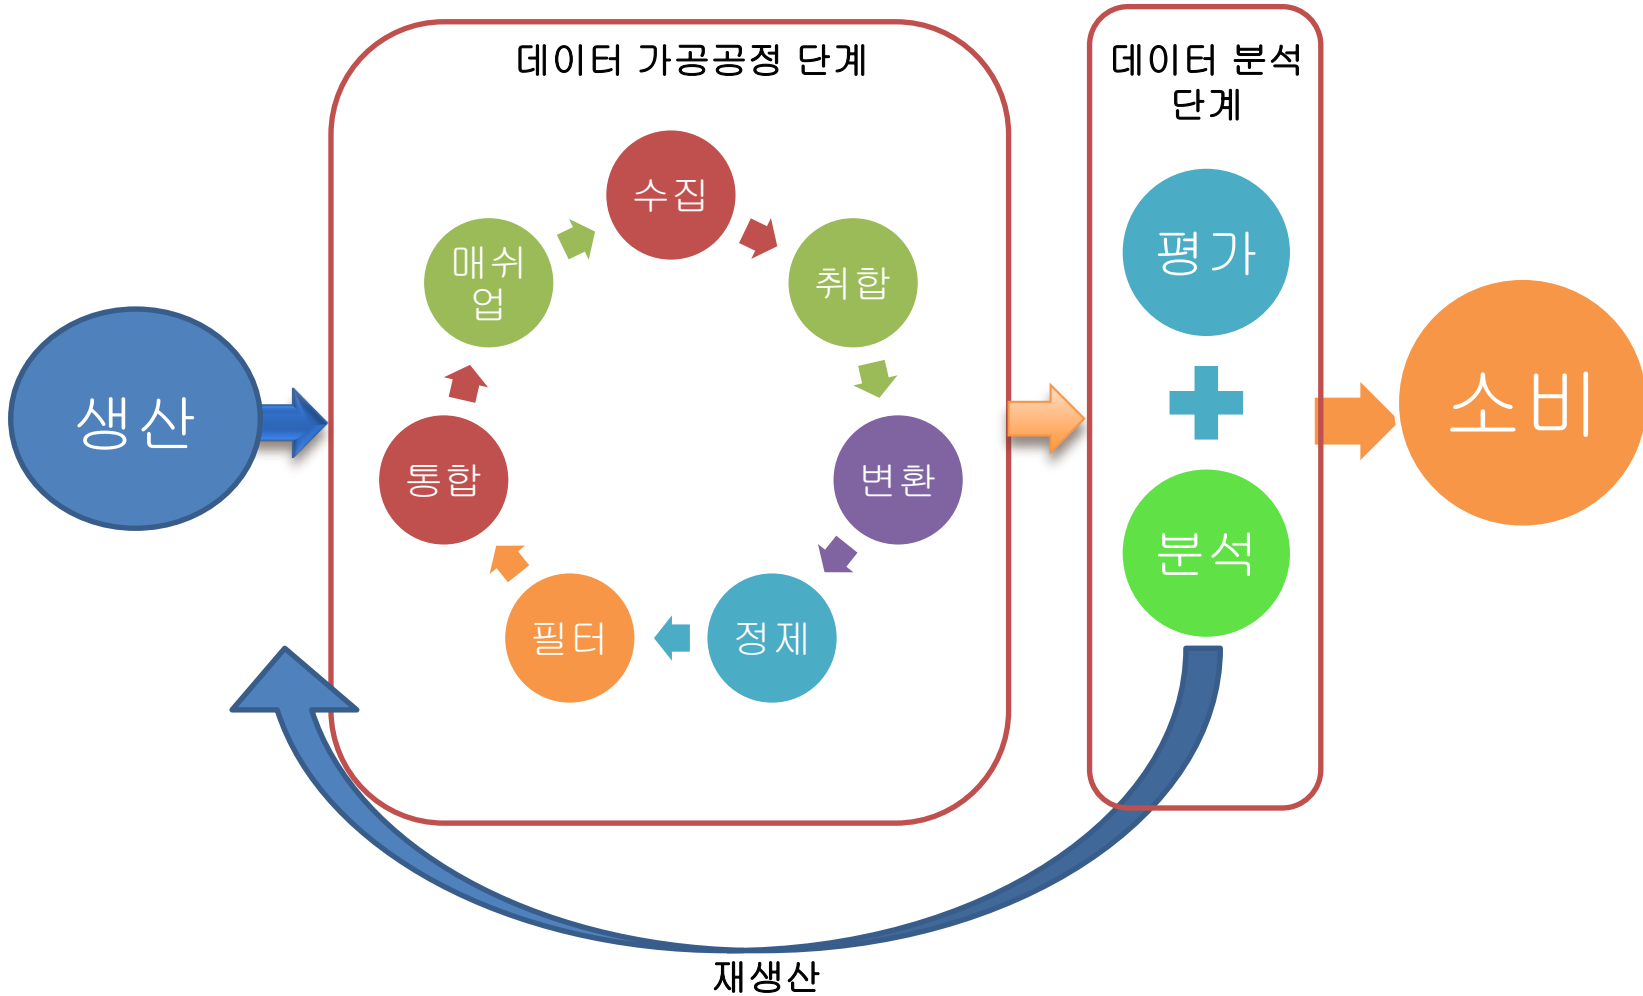 데이터 가공공정 단계
데이터 분석
단계
생산
수집
취합
변환
정제
필터
통합
매쉬
업
평가
분석
소비
재생산